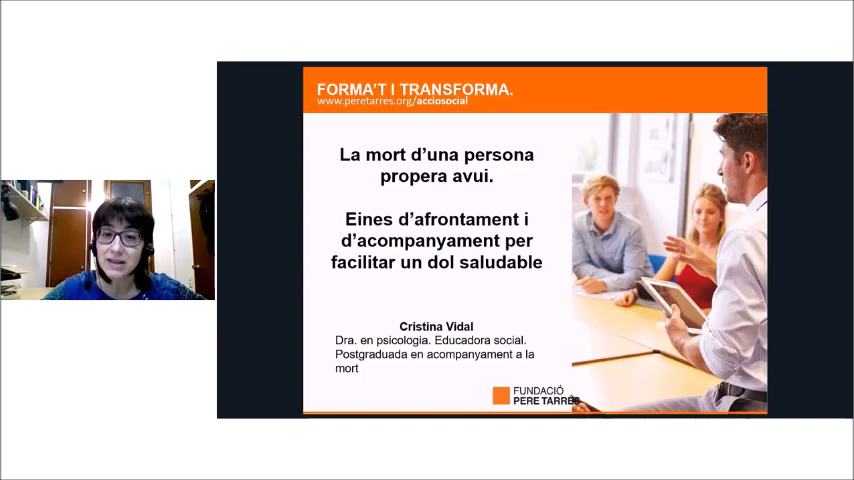 FORMA'T I TRANSFORMA.
www.peretarres.org/acciosocial
La mort d'una persona
propera avui.
Eines d'afrontament i
d'acompanyament per
facilitar un dol saludable
Cristina Vidal
Dra. en psicologia. Educadora social.
Postgraduada en acompanyament a la
mort
FUNDACIÓ
PERE TARRÉS